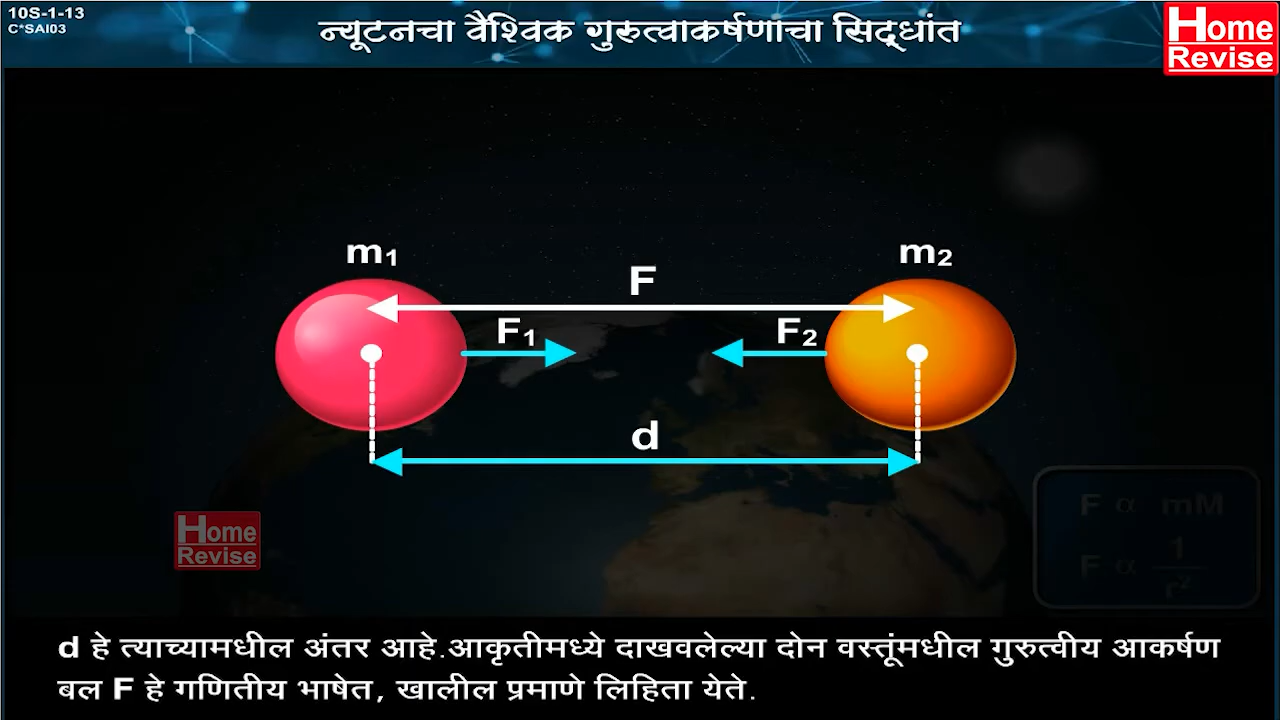 10S-1-13
C*SAI03
न्यूटनचा वैश्विक गुरुत्वाकर्षणाचा सिद्धांत
Home
Revise
m₁
m₂
F
F₁
F₂
d
Home
Revise
F α mM
F α 1/r²
d हे त्याच्यामधील अंतर आहे.आकृतीमध्ये दाखवलेल्या दोन वस्तूंमधील गुरुत्वीय आकर्षण
बल F हे गणितीय भाषेत, खालील प्रमाणे लिहिता येते.